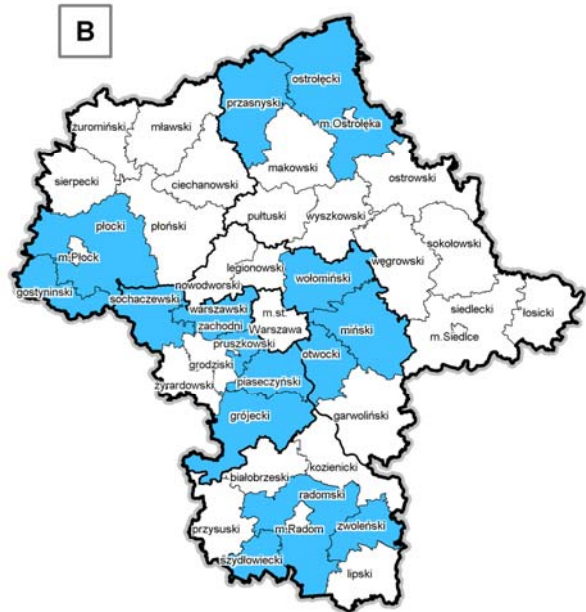 B
ostrołęcki
przasnyski
m.Ostrołęka
żuromiński
mławski
makowski
sierpecki
ciechanowski
ostrowski
płocki
płoński
pułtuski
wyszkowski
m.Płock
węgrowski
sokołowski
legionowski
wołomiński
gostyniński
nowodworski
sochaczewski
warszawski
zachodni
m.st.
Warszawa
siedlecki
łosicki
miński
m.Siedlce
pruszkowski
otwocki
grodziski
piaseczyński
żyrardowski
grójecki
garwoliński
kozienicki
białobrzeski
radomski
przysuski
m.Radom
zwoleński
szydłowiecki
lipski